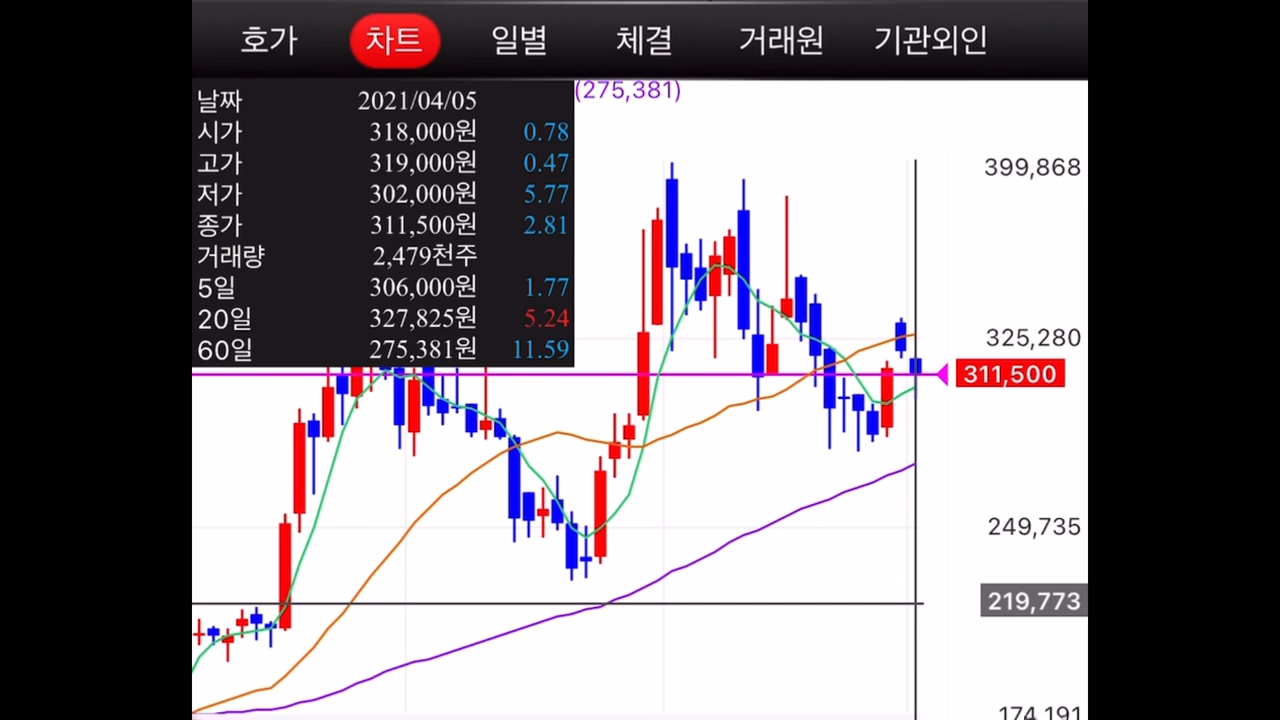 호가 차트 일별 체결 거래원 기관외인
(275,381)
날짜 2021/04/05
시가 318,000원 0.78
고가 319,000원 0.47
저가 302,000원 5.77
종가 311,500원 2.81
거래량 2,479천주
5일 306,000원 1.77
20일 327,825원 5.24
60일 275,381원 11.59
399,868
325,280
311,500
249,735
219,773
174,191